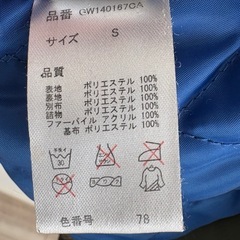 品番 GW140167CA
サイズ S
品質
表地 ポリエステル 100%
裏地 ポリエステル 100%
別布 ポリエステル 100%
詰物 ポリエステル 100%
ファーパイル アクリル 100%
基布 ポリエステル 100%
30
色番号 78